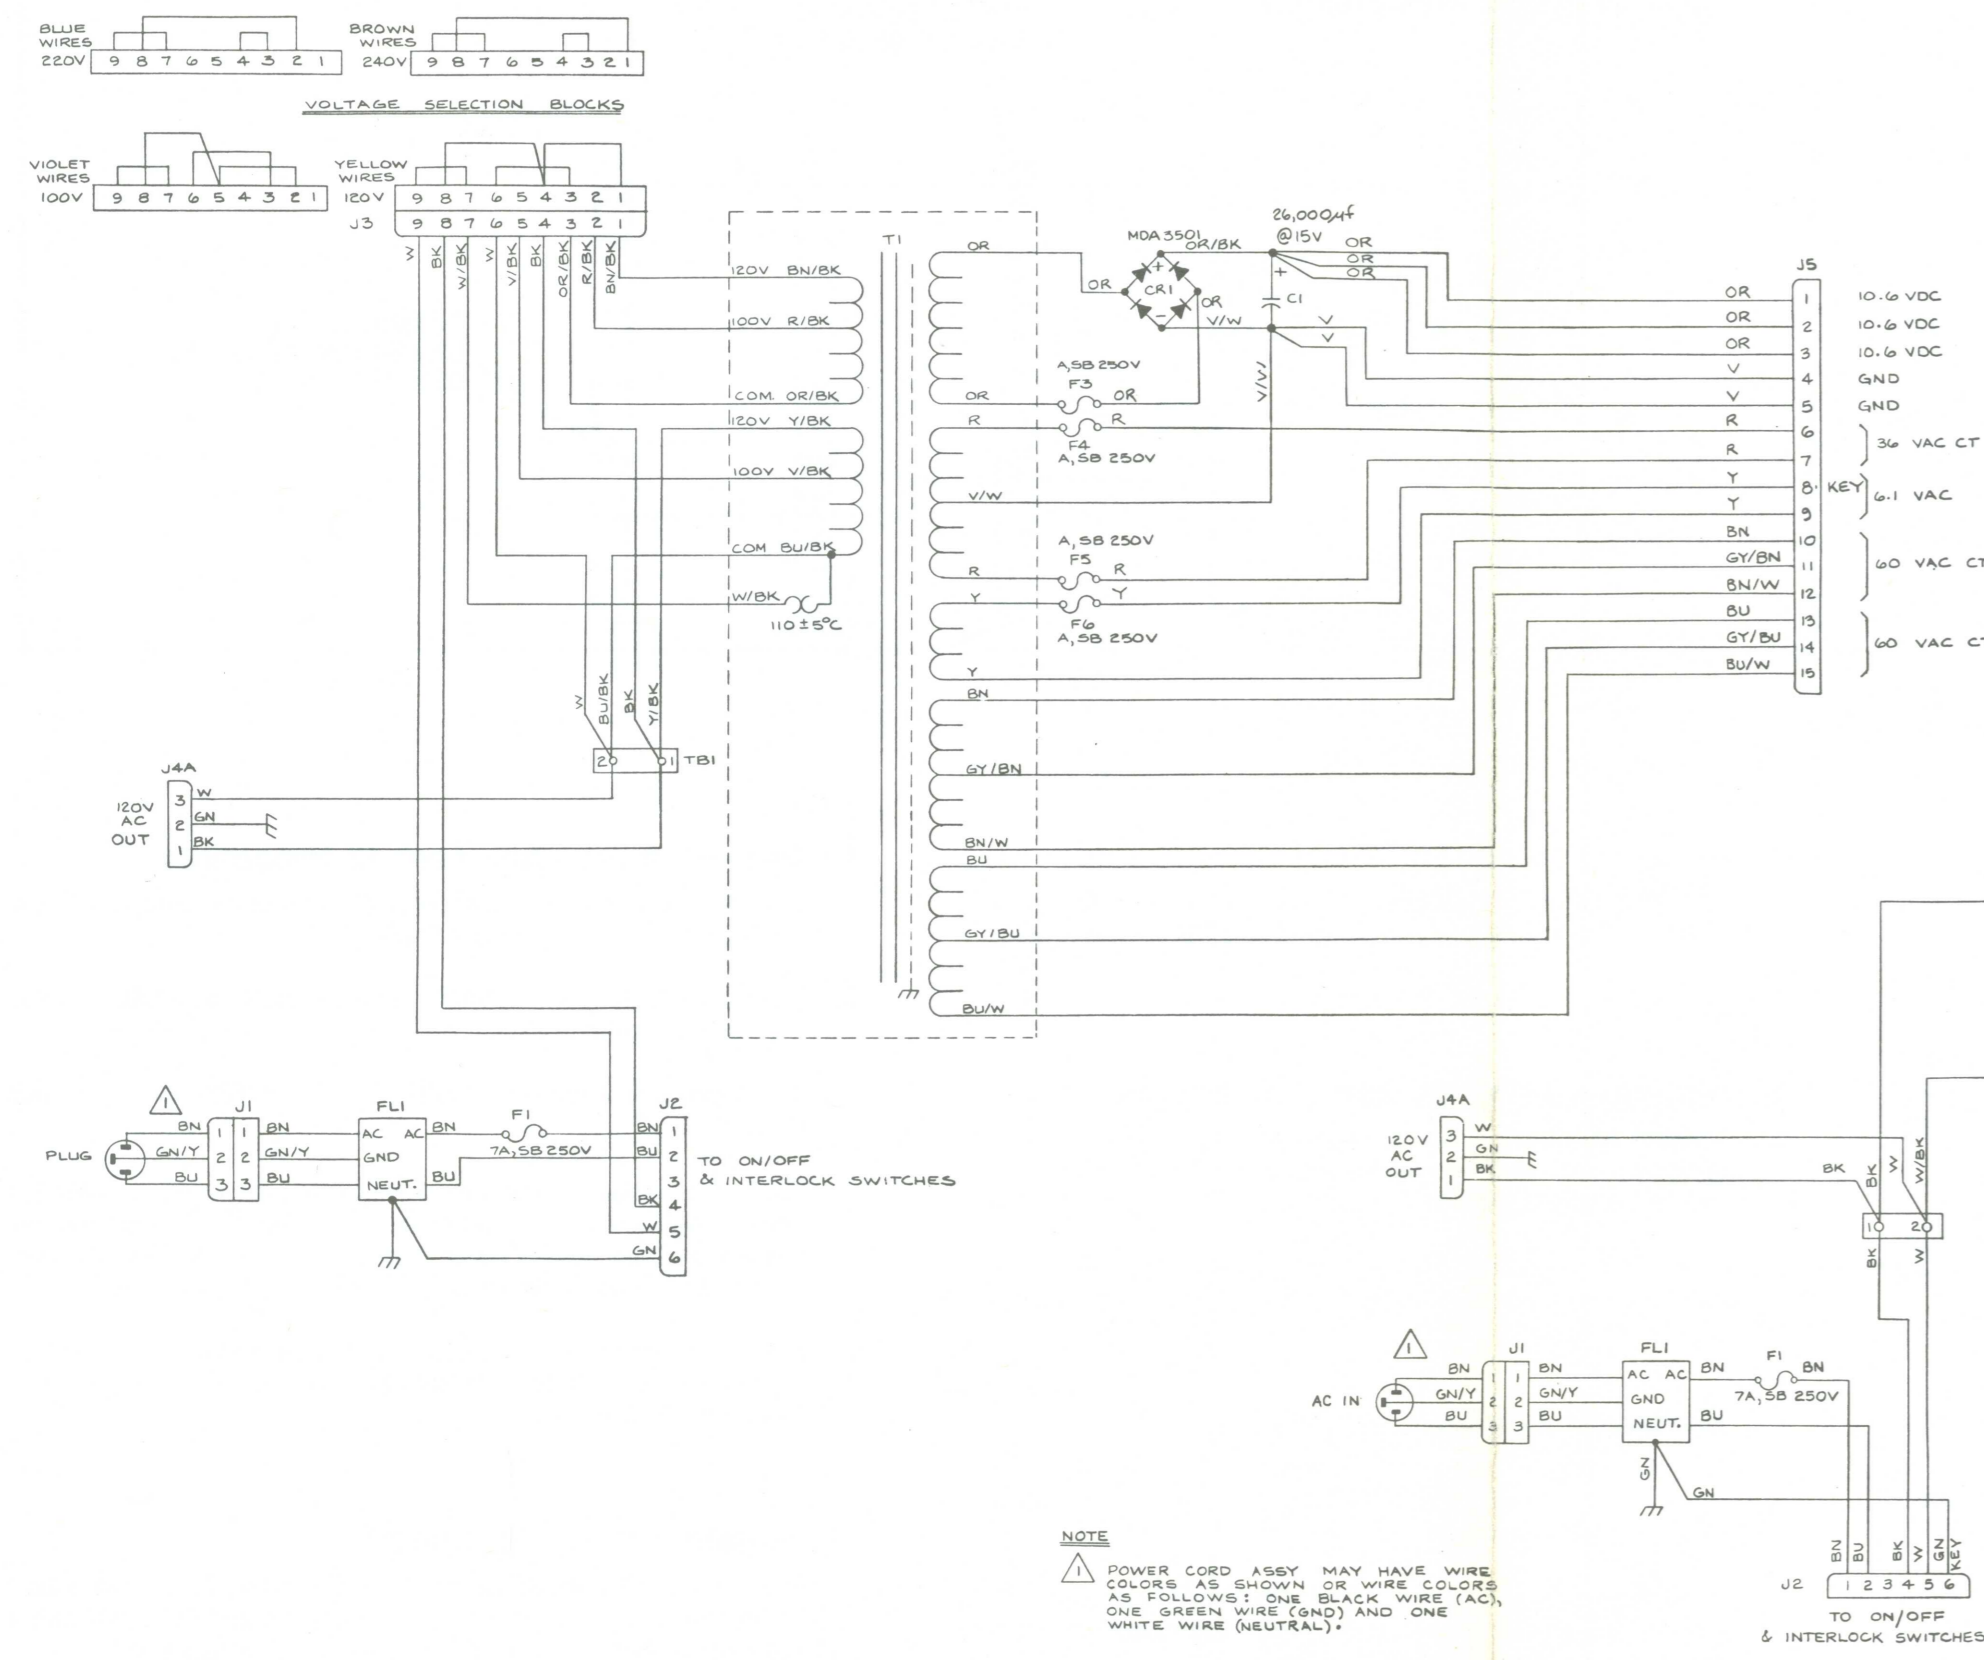 BLUE
WIRES
220V 9 8 7 6 5 4 3 2 1
BROWN
WIRES
240V 9 8 7 6 5 4 3 2 1
VOLTAGE SELECTION BLOCKS
VIOLET
WIRES
100V 9 8 7 6 5 4 3 2 1
YELLOW
WIRES
120V 9 8 7 6 5 4 3 2 1
J3 9 8 7 6 5 4 3 2 1
W BK W/BK W V/BK BK OR/BK R/BK BN/BK
T1
120V BN/BK
100V R/BK
COM. OR/BK
120V Y/BK
100V V/BK
COM BU/BK
W/BK
110±5°C
OR
OR
R
V/W
R
Y
Y
BN
GY/BN
BN/W
BU
GY/BU
BU/W
MDA3501
OR/BK
OR
CR1
+
-
OR
V/W
26,000µf
@15V
+
C1
V/W
OR
OR
OR
V
V
A,SB 250V
F3
OR
R
F4
A,SB 250V
A,SB 250V
F5
R
Y
F6
A,SB 250V
J5
OR 1 10.6 VDC
OR 2 10.6 VDC
OR 3 10.6 VDC
V 4 GND
V 5 GND
R 6
R 7
36 VAC CT
Y 8 KEY
Y 9
6.1 VAC
BN 10
GY/BN 11
BN/W 12
60 VAC CT
BU 13
GY/BU 14
BU/W 15
60 VAC CT
W BU/BK BK Y/BK
2 1 TB1
J4A
120V
AC
OUT
3 W
2 GN
1 BK
1
PLUG
J1
BN 1 1 BN
GN/Y 2 2 GN/Y
BU 3 3 BU
FL1
AC AC
GND
NEUT.
BN
BU
F1
7A,SB 250V
J2
BN 1
BU 2
3
BK 4
W 5
GN 6
TO ON/OFF
& INTERLOCK SWITCHES
J4A
120V
AC
OUT
3 W
2 GN
1 BK
BK
BK W W/BK
1 2
BK W
1
AC IN
J1
BN 1 1 BN
GN/Y 2 2 GN/Y
BU 3 3 BU
FL1
AC AC
GND
NEUT.
BN
BU
F1
BN
7A,SB 250V
GN
GN
BN BU BK W GN KEY
J2 1 2 3 4 5 6
TO ON/OFF
& INTERLOCK SWITCHES
NOTE
1 POWER CORD ASSY MAY HAVE WIRE
COLORS AS SHOWN OR WIRE COLORS
AS FOLLOWS: ONE BLACK WIRE (AC),
ONE GREEN WIRE (GND) AND ONE
WHITE WIRE (NEUTRAL).